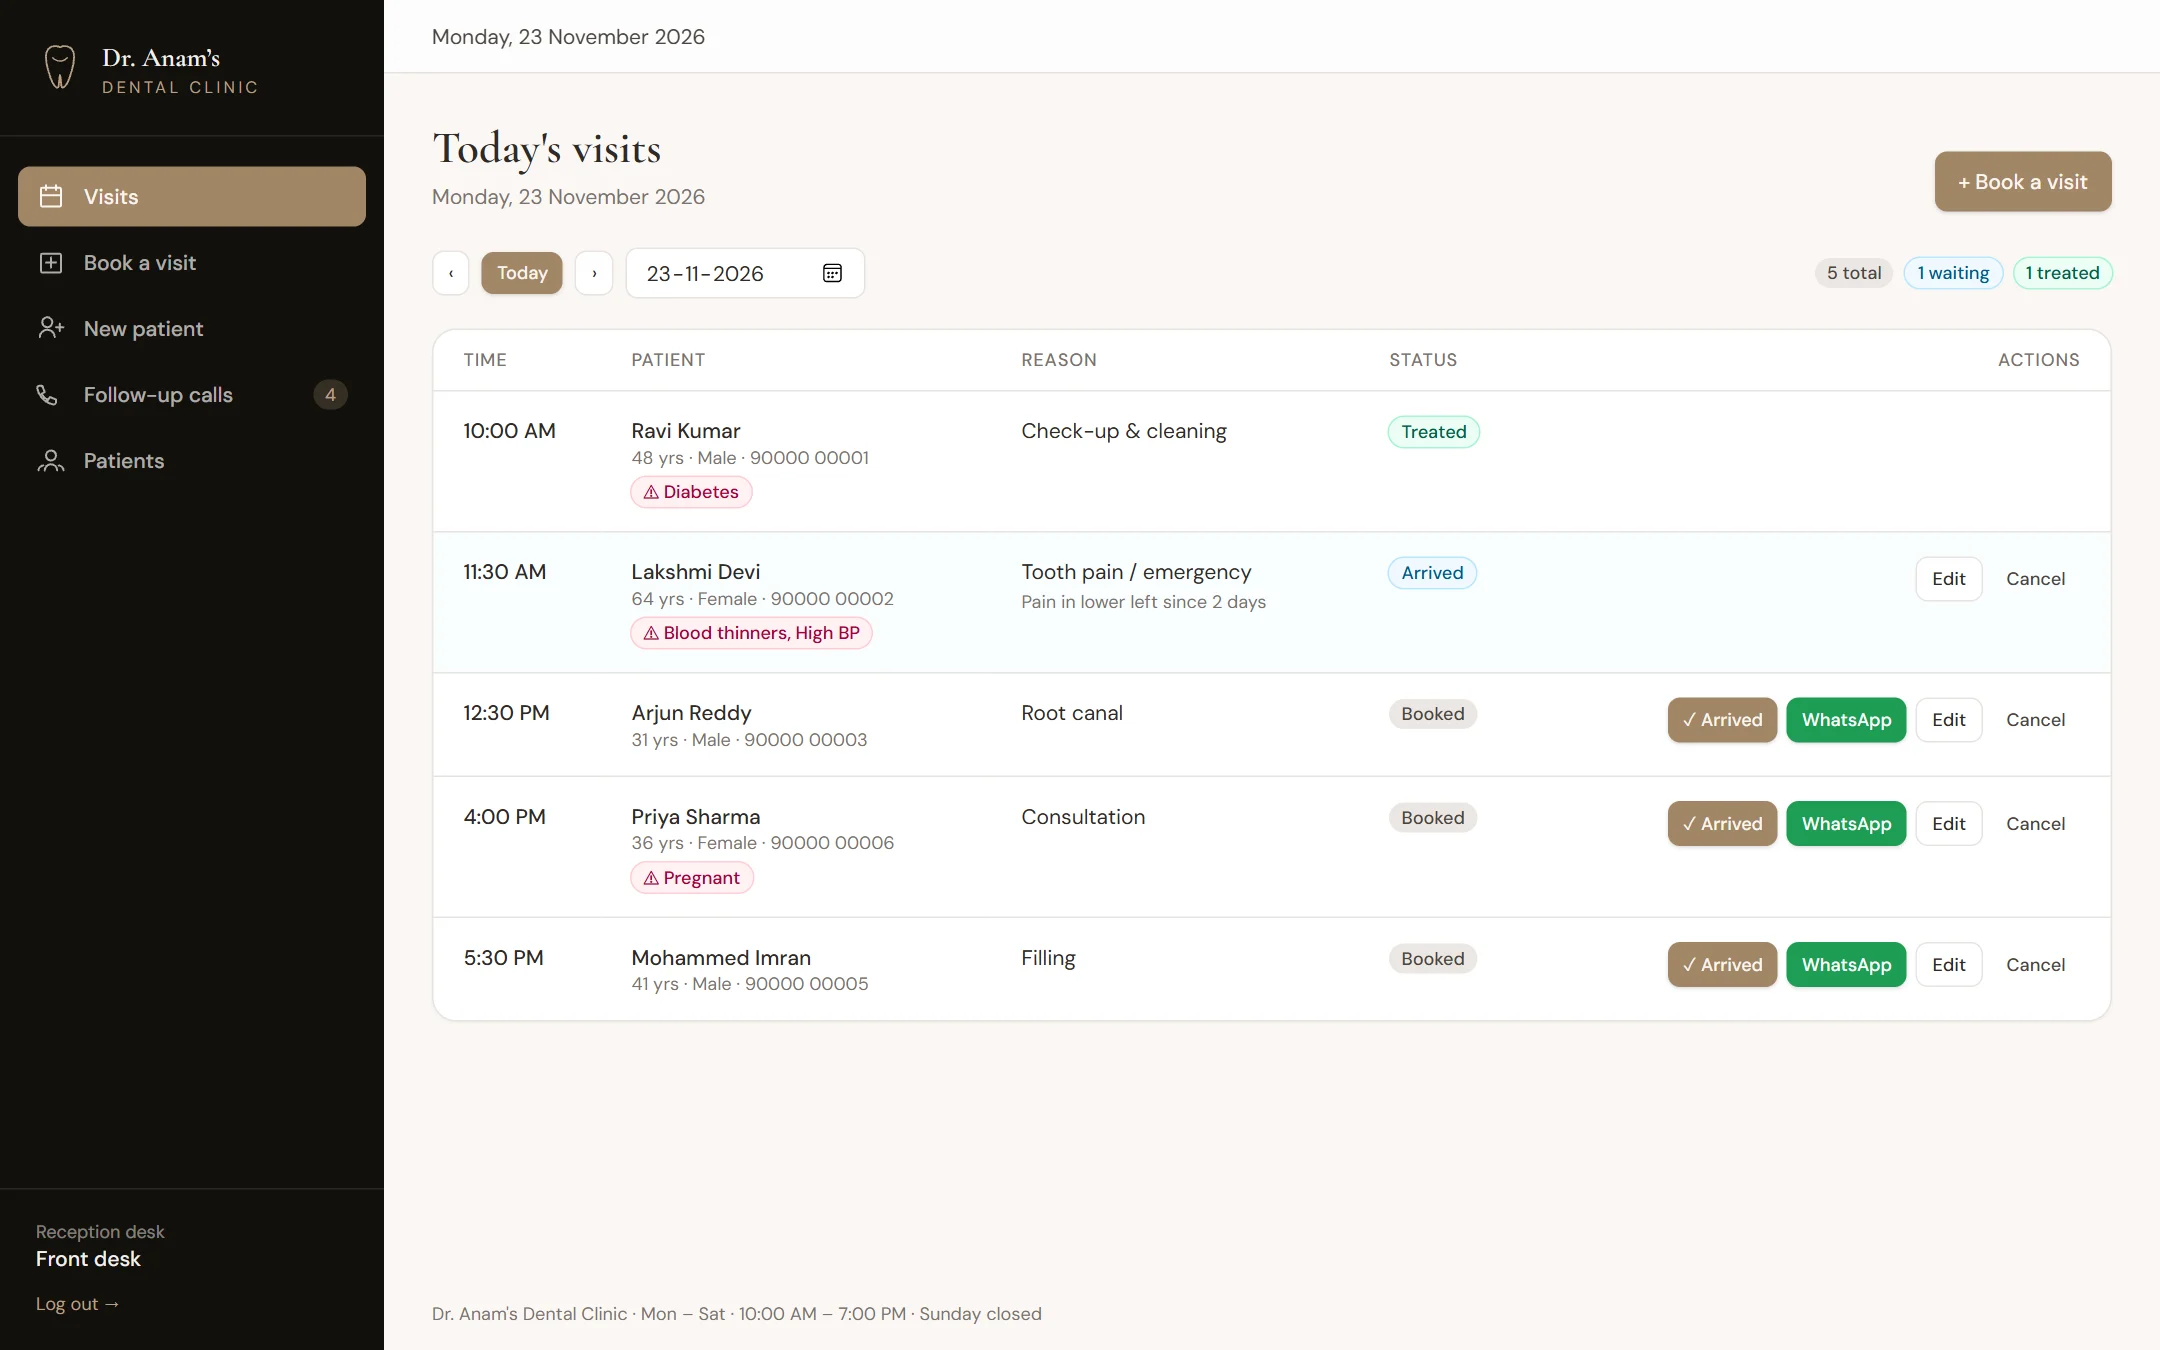 Dr. Anam's
DENTAL CLINIC
Visits
Book a visit
New patient
Follow-up calls 4
Patients
Reception desk
Front desk
Log out →
Monday, 23 November 2026
Today's visits
Monday, 23 November 2026
+ Book a visit
‹ Today › 23-11-2026
5 total 1 waiting 1 treated
TIME PATIENT REASON STATUS ACTIONS
10:00 AM Ravi Kumar Check-up & cleaning Treated
48 yrs · Male · 90000 00001
⚠ Diabetes
11:30 AM Lakshmi Devi Tooth pain / emergency Arrived Edit Cancel
64 yrs · Female · 90000 00002 Pain in lower left since 2 days
⚠ Blood thinners, High BP
12:30 PM Arjun Reddy Root canal Booked ✓ Arrived WhatsApp Edit Cancel
31 yrs · Male · 90000 00003
4:00 PM Priya Sharma Consultation Booked ✓ Arrived WhatsApp Edit Cancel
36 yrs · Female · 90000 00006
⚠ Pregnant
5:30 PM Mohammed Imran Filling Booked ✓ Arrived WhatsApp Edit Cancel
41 yrs · Male · 90000 00005
Dr. Anam's Dental Clinic · Mon – Sat · 10:00 AM – 7:00 PM · Sunday closed